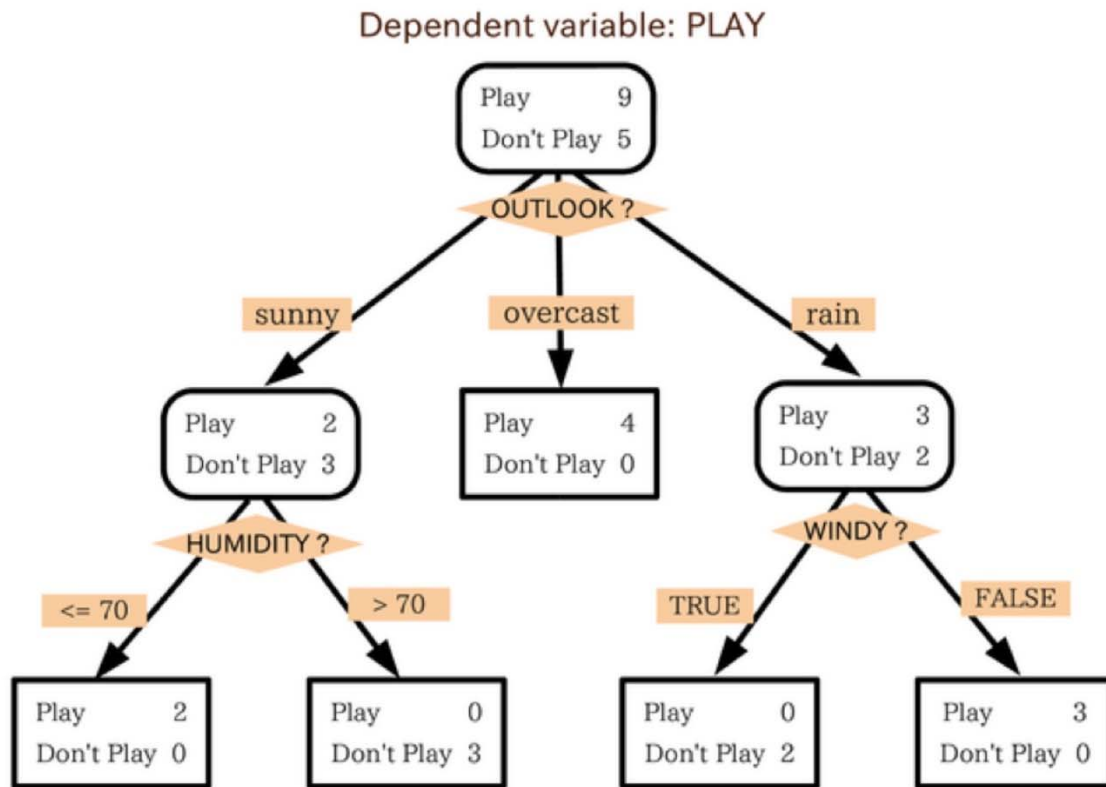 Dependent variable: PLAY
Play 9
Don't Play 5
OUTLOOK ?
sunny
overcast
rain
Play 2
Don't Play 3
Play 4
Don't Play 0
Play 3
Don't Play 2
HUMIDITY ?
WINDY ?
<= 70
> 70
TRUE
FALSE
Play 2
Don't Play 0
Play 0
Don't Play 3
Play 0
Don't Play 2
Play 3
Don't Play 0